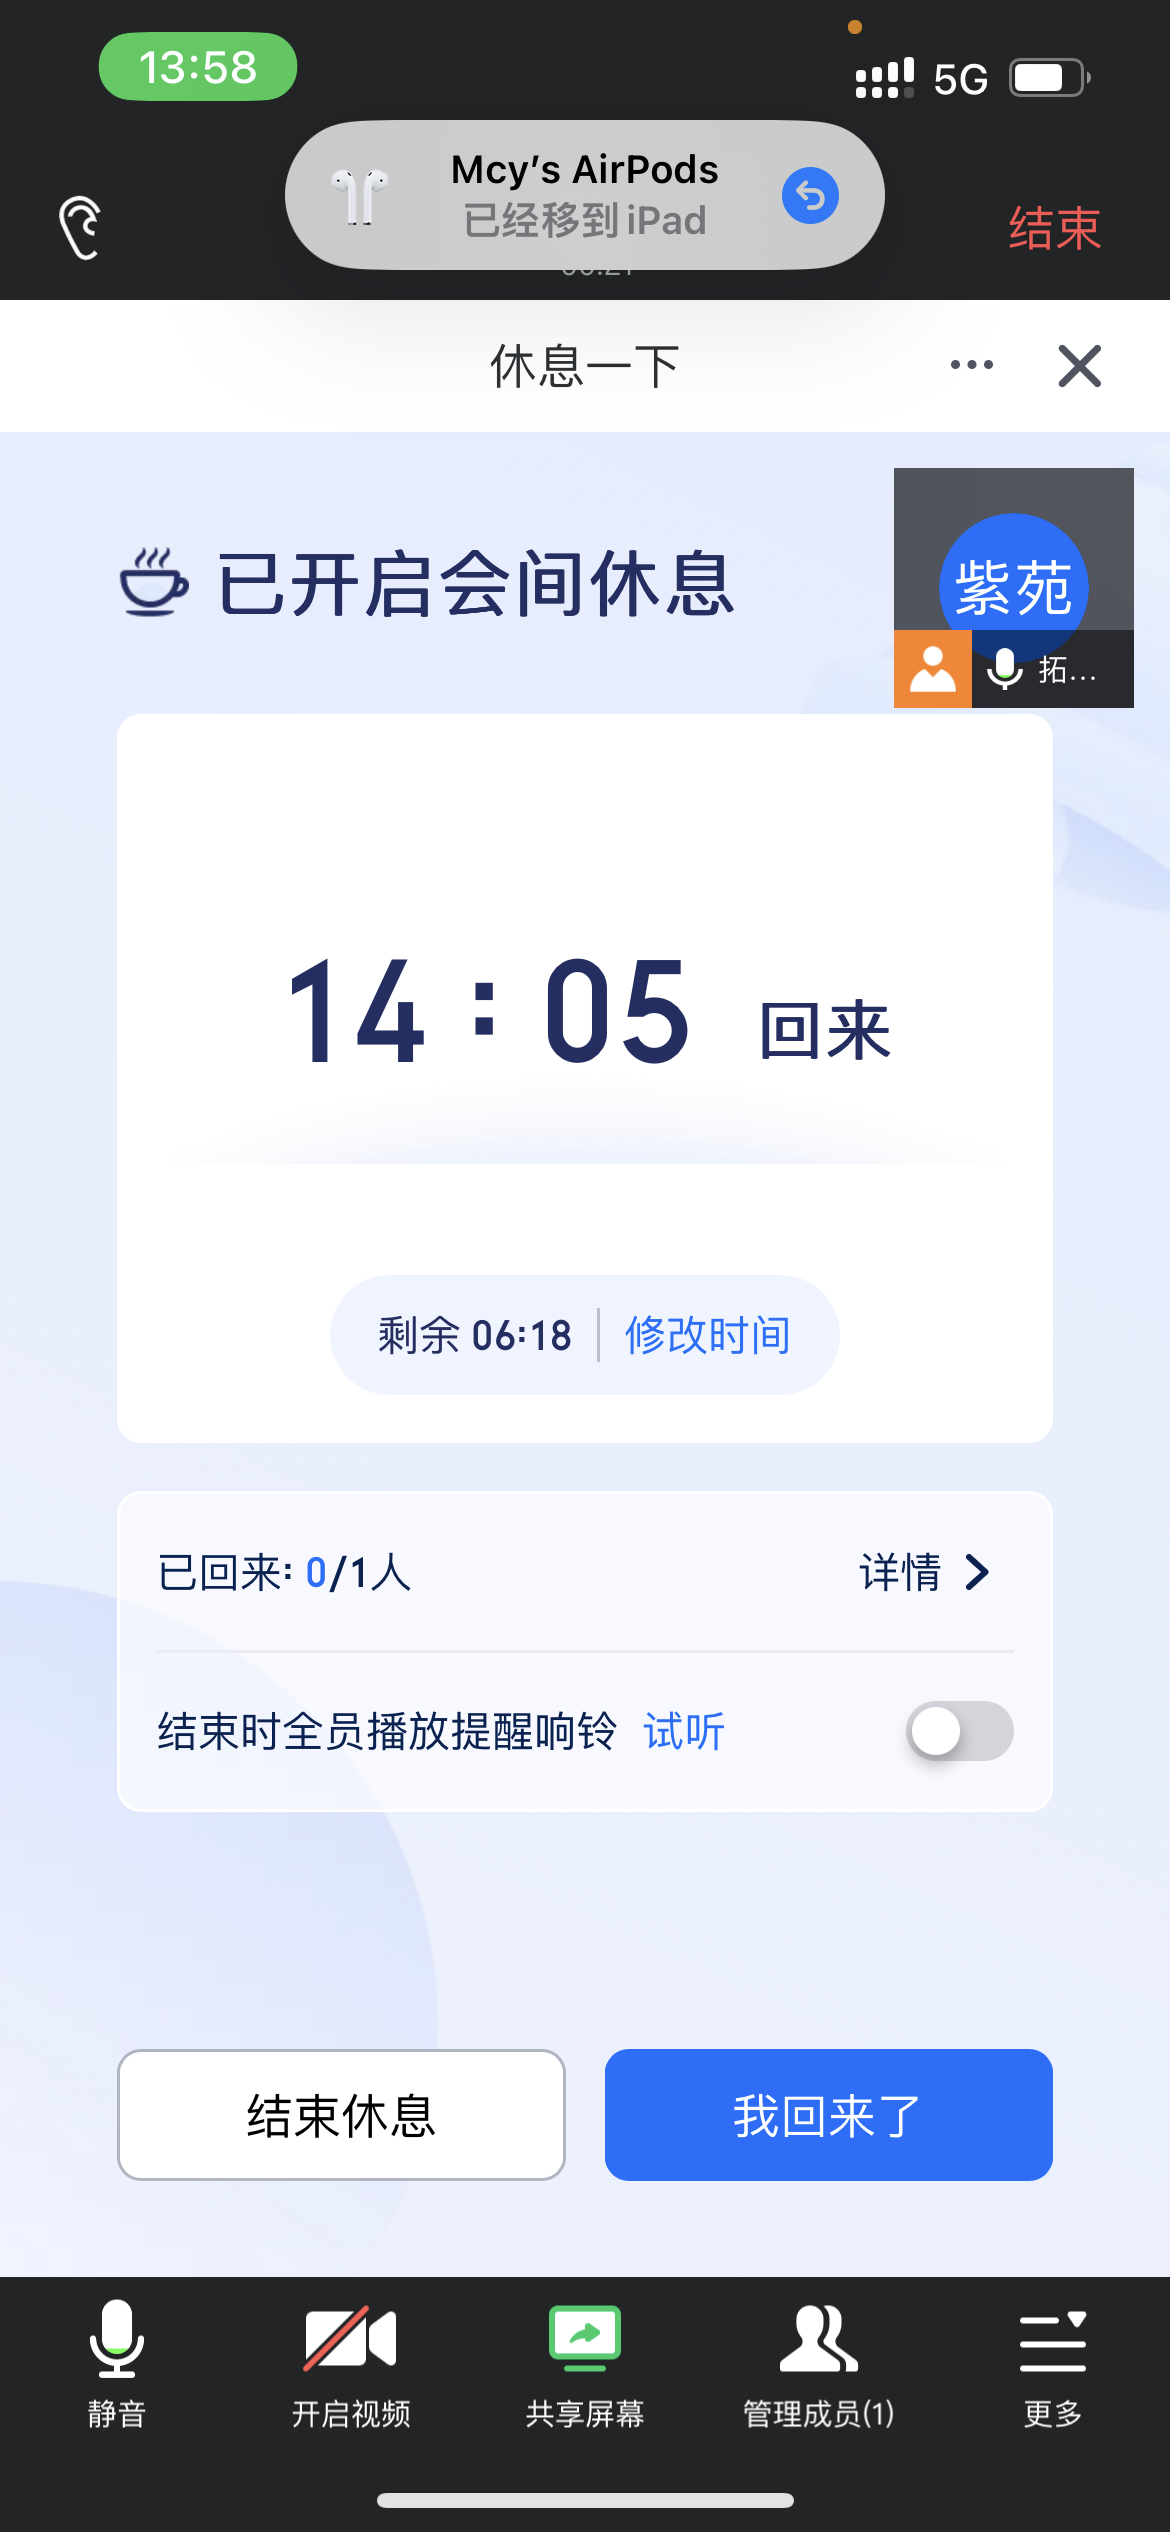 13:58
5G
Mcy's AirPods
已经移到 iPad
结束
休息一下
已开启会间休息
紫苑
拓...
14 : 05 回来
剩余 06:18
修改时间
已回来: 0/1人
详情
结束时全员播放提醒响铃 试听
结束休息
我回来了
静音
开启视频
共享屏幕
管理成员(1)
更多